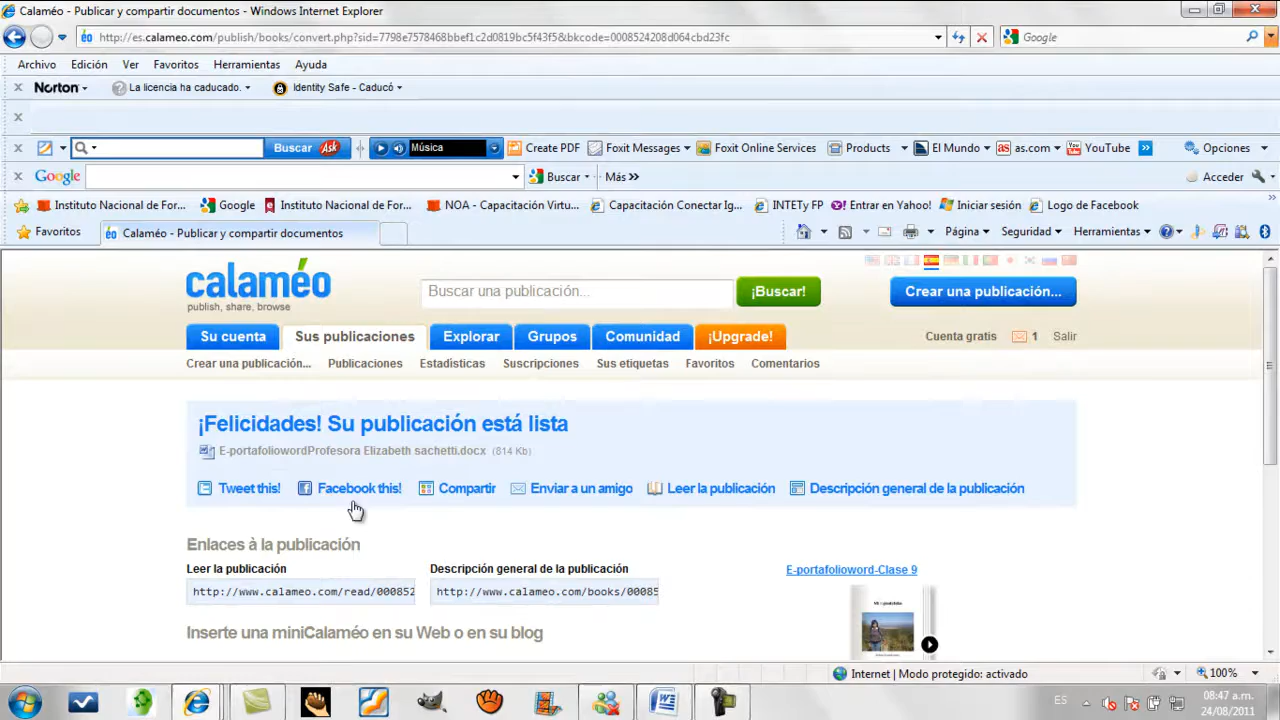 Calaméo - Publicar y compartir documentos - Windows Internet Explorer
http://es.calameo.com/publish/books/convert.php?sid=7798e7578468bbef1c2d0819bc5f43f5&bkcode=0008524208d064cbd23fc
Google
Archivo Edición Ver Favoritos Herramientas Ayuda
Norton La licencia ha caducado. Identity Safe - Caducó
Buscar Ask Música Create PDF Foxit Messages Foxit Online Services Products El Mundo as.com YouTube Opciones
Google Buscar Más >> Acceder
Instituto Nacional de For... Google Instituto Nacional de For... NOA - Capacitación Virtu... Capacitación Conectar Ig... INTETy FP Entrar en Yahoo! Iniciar sesión Logo de Facebook
Favoritos Calaméo - Publicar y compartir documentos Página Seguridad Herramientas
calaméo
publish, share, browse
Buscar una publicación... ¡Buscar! Crear una publicación...
Su cuenta Sus publicaciones Explorar Grupos Comunidad ¡Upgrade! Cuenta gratis 1 Salir
Crear una publicación... Publicaciones Estadísticas Suscripciones Sus etiquetas Favoritos Comentarios
¡Felicidades! Su publicación está lista
E-portafoliowordProfesora Elizabeth sachetti.docx (814 Kb)
Tweet this! Facebook this! Compartir Enviar a un amigo Leer la publicación Descripción general de la publicación
Enlaces à la publicación
Leer la publicación Descripción general de la publicación E-portafolioword-Clase 9
http://www.calameo.com/read/000852 http://www.calameo.com/books/00085
Inserte una miniCalaméo en su Web o en su blog
Internet | Modo protegido: activado 100%
ES 08:47 a.m.
24/08/2011